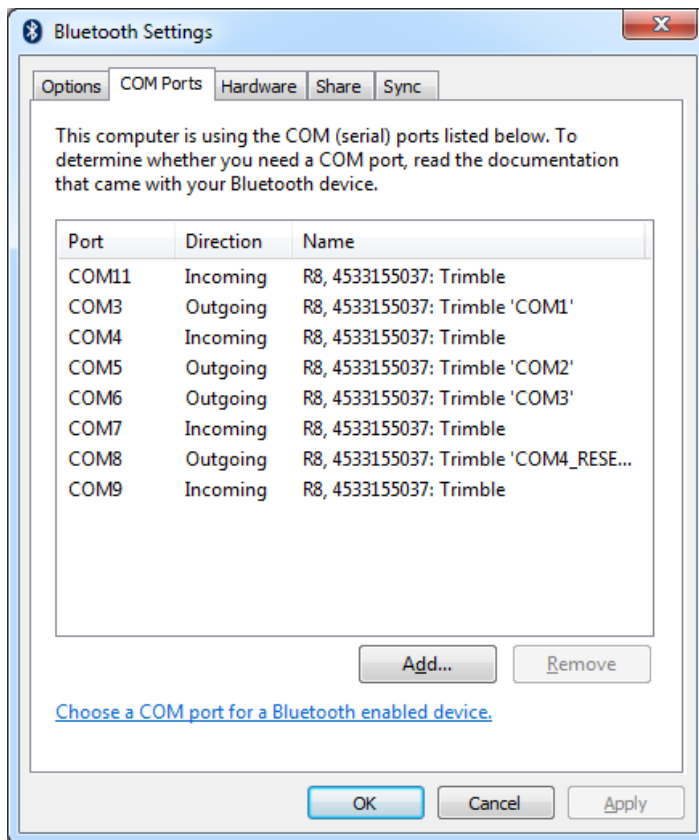 Bluetooth Settings
Options COM Ports Hardware Share Sync
This computer is using the COM (serial) ports listed below. To
determine whether you need a COM port, read the documentation
that came with your Bluetooth device.
Port Direction Name
COM11 Incoming R8, 4533155037: Trimble
COM3 Outgoing R8, 4533155037: Trimble 'COM1'
COM4 Incoming R8, 4533155037: Trimble
COM5 Outgoing R8, 4533155037: Trimble 'COM2'
COM6 Outgoing R8, 4533155037: Trimble 'COM3'
COM7 Incoming R8, 4533155037: Trimble
COM8 Outgoing R8, 4533155037: Trimble 'COM4_RESE...
COM9 Incoming R8, 4533155037: Trimble
Add... Remove
Choose a COM port for a Bluetooth enabled device.
OK Cancel Apply